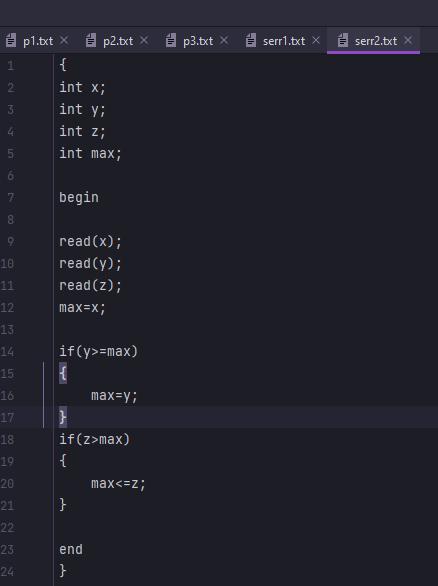 p1.txt × p2.txt × p3.txt × serr1.txt × serr2.txt ×
1 {
2 int x;
3 int y;
4 int z;
5 int max;
6
7 begin
8
9 read(x);
10 read(y);
11 read(z);
12 max=x;
13
14 if(y>=max)
15 {
16     max=y;
17 }
18 if(z>max)
19 {
20     max<=z;
21 }
22
23 end
24 }